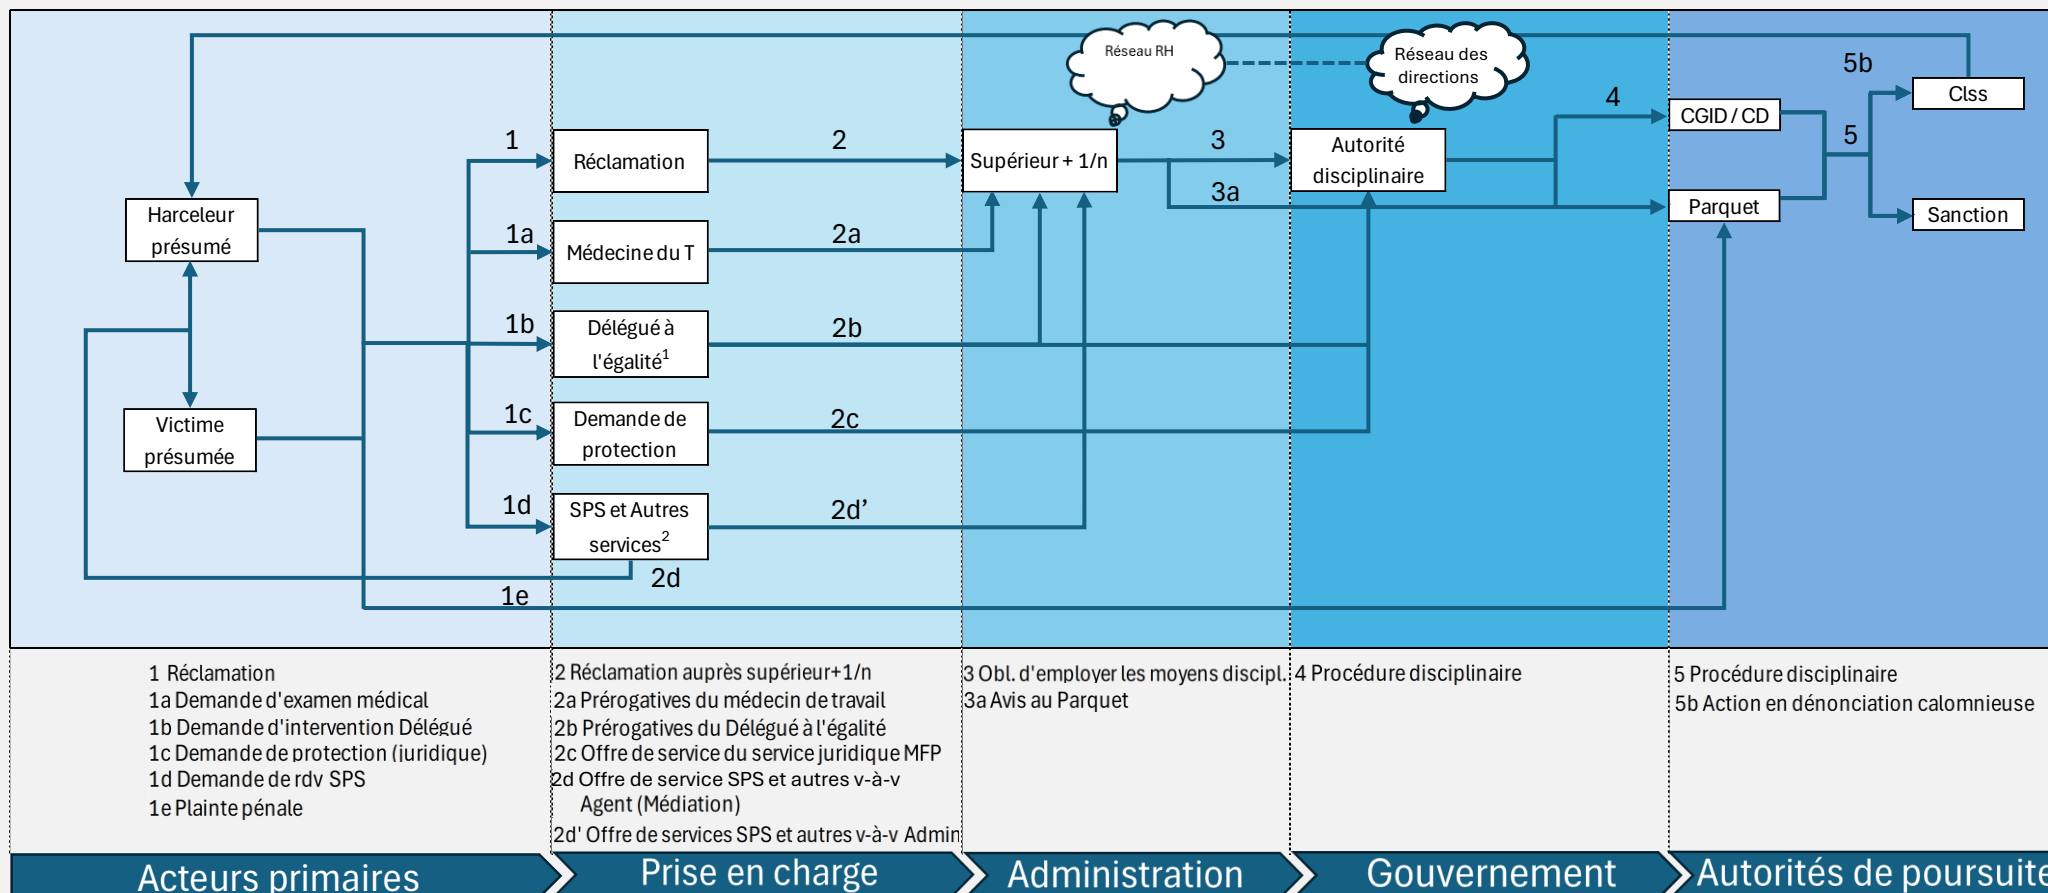 Réseau RH
Réseau des
directions
5b
Clss
4
CGID / CD
5
1
Réclamation
2
Supérieur + 1/n
3
Autorité
disciplinaire
3a
Parquet
Sanction
Harceleur
présumé
1a
Médecine du T
2a
1b
Délégué à
l'égalité1
2b
Victime
présumée
1c
Demande de
protection
2c
1d
SPS et Autres
services2
2d’
2d
1e
1 Réclamation
1a Demande d'examen médical
1b Demande d'intervention Délégué
1c Demande de protection (juridique)
1d Demande de rdv SPS
1e Plainte pénale
2 Réclamation auprès supérieur+1/n
2a Prérogatives du médecin de travail
2b Prérogatives du Délégué à l'égalité
2c Offre de service du service juridique MFP
2d Offre de service SPS et autres v-à-v
Agent (Médiation)
2d' Offre de services SPS et autres v-à-v Admin
3 Obl. d'employer les moyens discipl.
3a Avis au Parquet
4 Procédure disciplinaire
5 Procédure disciplinaire
5b Action en dénonciation calomnieuse
Acteurs primaires
Prise en charge
Administration
Gouvernement
Autorités de poursuite